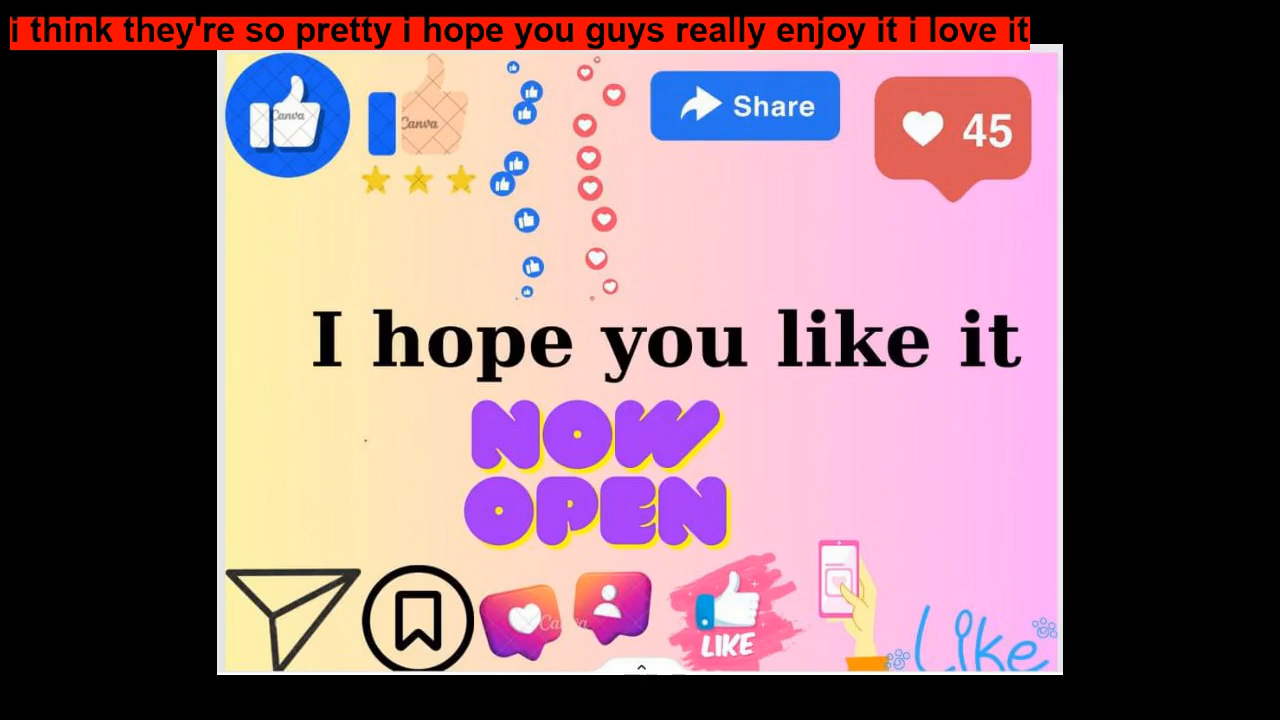 i think they're so pretty i hope you guys really enjoy it i love it
Canva
Canva
Share
45
I hope you like it
NOW
OPEN
Canva
LIKE
Like